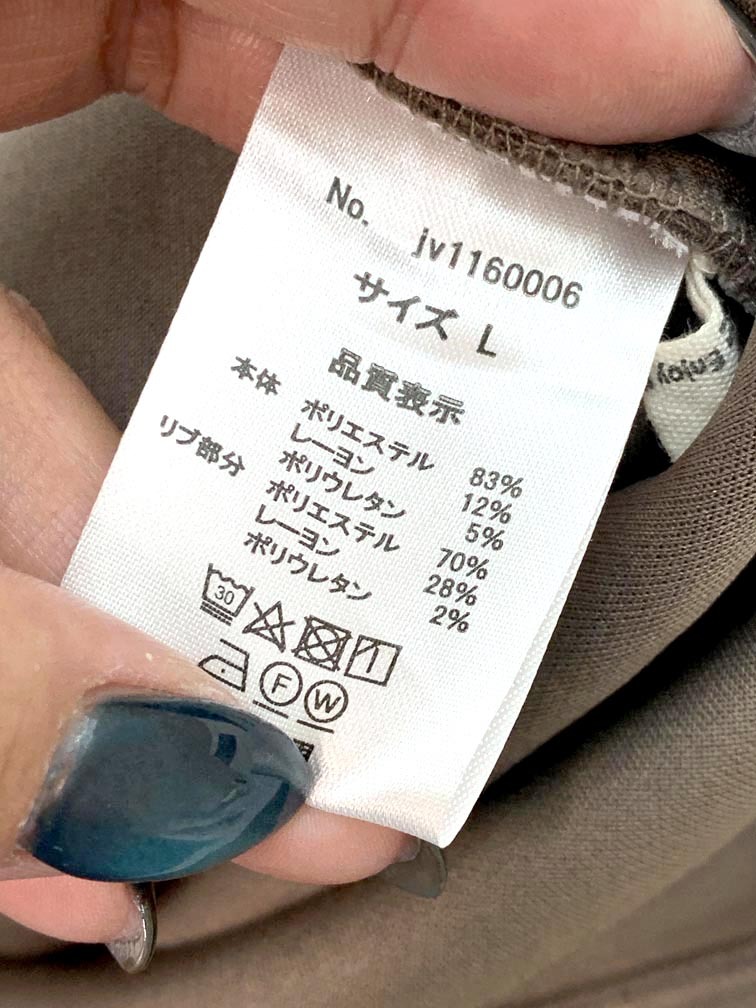 No. jv1160006
サイズ L
品質表示
本体 ポリエステル 83%
レーヨン 12%
ポリウレタン 5%
リブ部分 ポリエステル 70%
レーヨン 28%
ポリウレタン 2%
30
F W
Enjoy